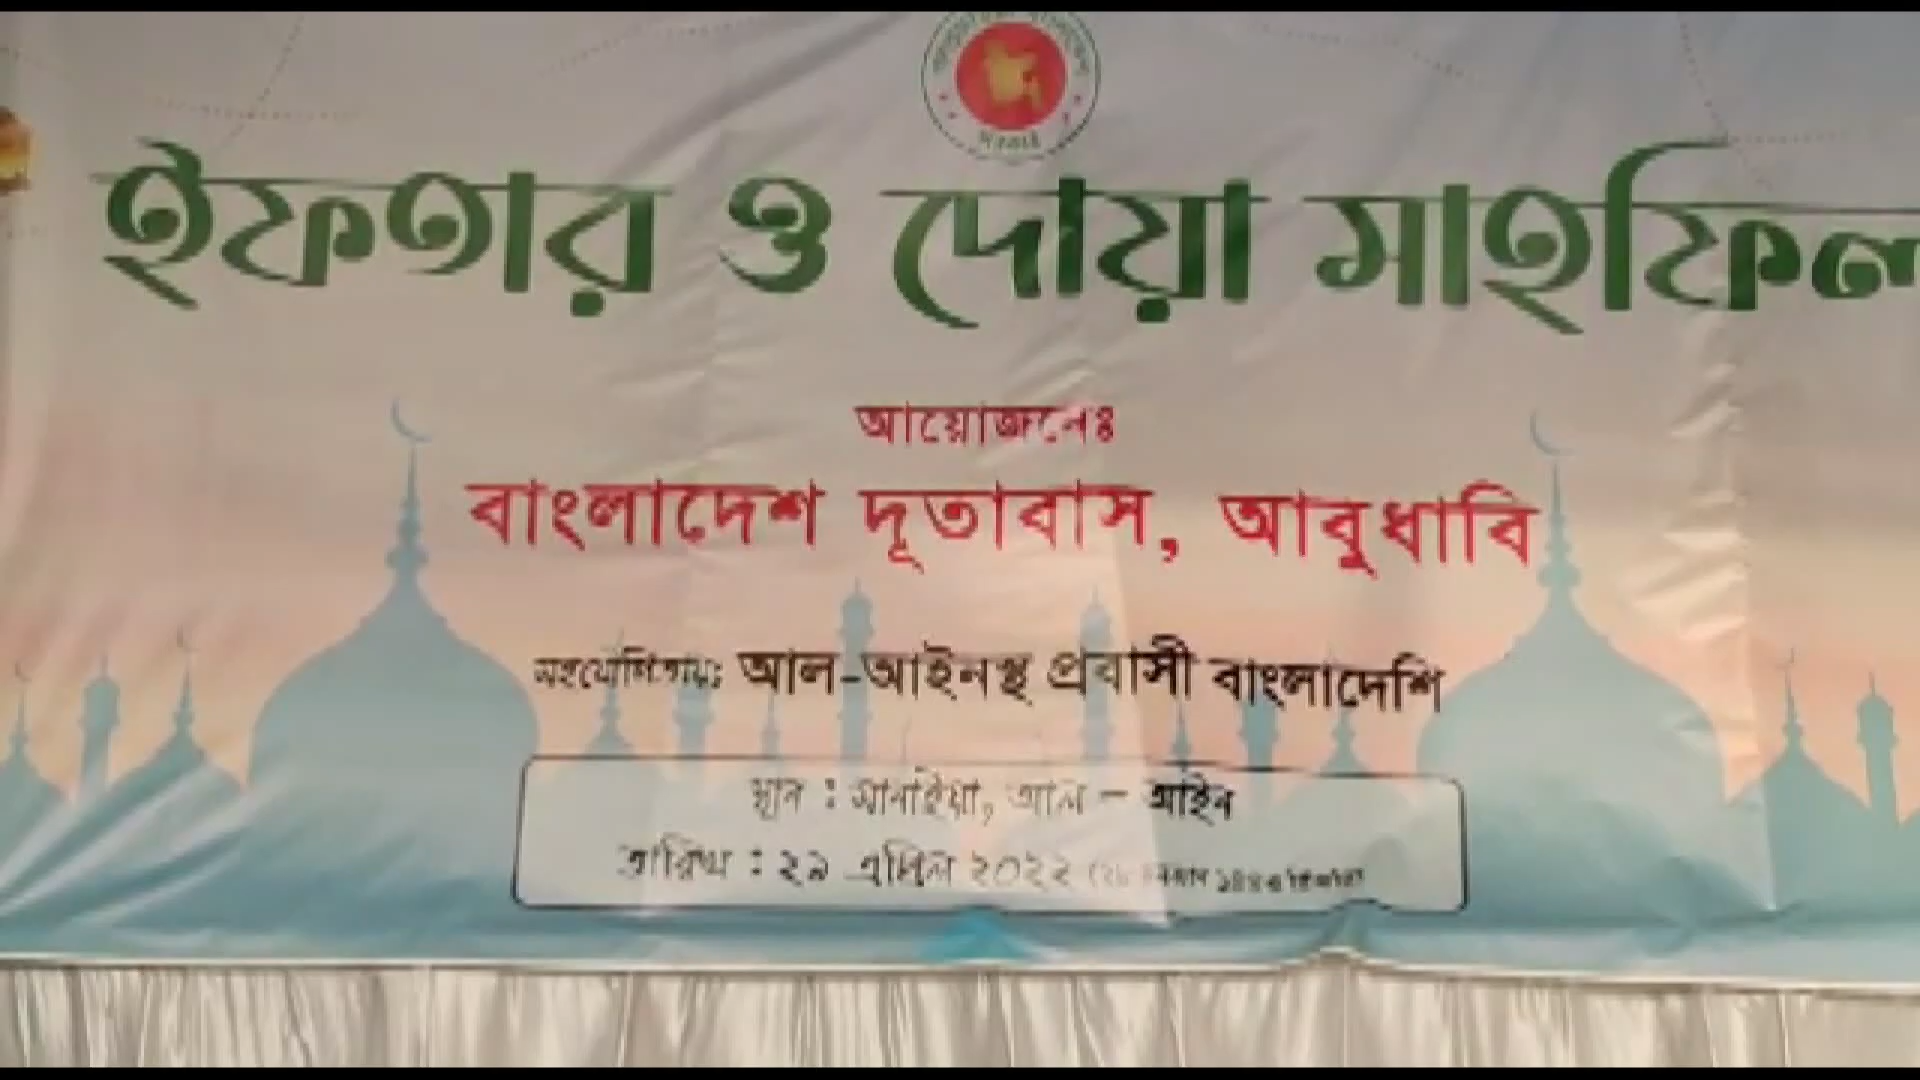 ইফতার ও দোয়া মাহফিল
আয়োজনেঃ
বাংলাদেশ দূতাবাস, আবুধাবি
সহযোগিতায়ঃ আল-আইনস্থ প্রবাসী বাংলাদেশি
স্থান : আল – আইন
তারিখ : ২৯ এপ্রিল ২০২২